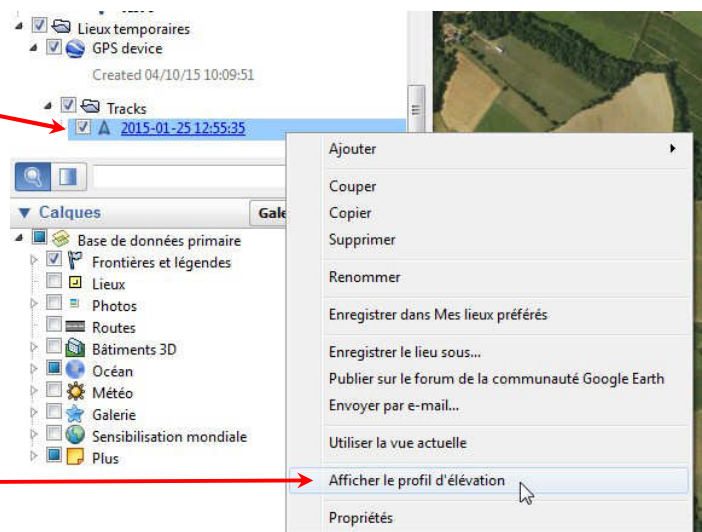 Lieux temporaires
GPS device
Created 04/10/15 10:09:51
Tracks
2015-01-25 12:55:35
Calques
Base de données primaire
Frontières et légendes
Lieux
Photos
Routes
Bâtiments 3D
Océan
Météo
Galerie
Sensibilisation mondiale
Plus
Ajouter
Couper
Copier
Supprimer
Renommer
Enregistrer dans Mes lieux préférés
Enregistrer le lieu sous...
Publier sur le forum de la communauté Google Earth
Envoyer par e-mail...
Utiliser la vue actuelle
Afficher le profil d'élévation
Propriétés